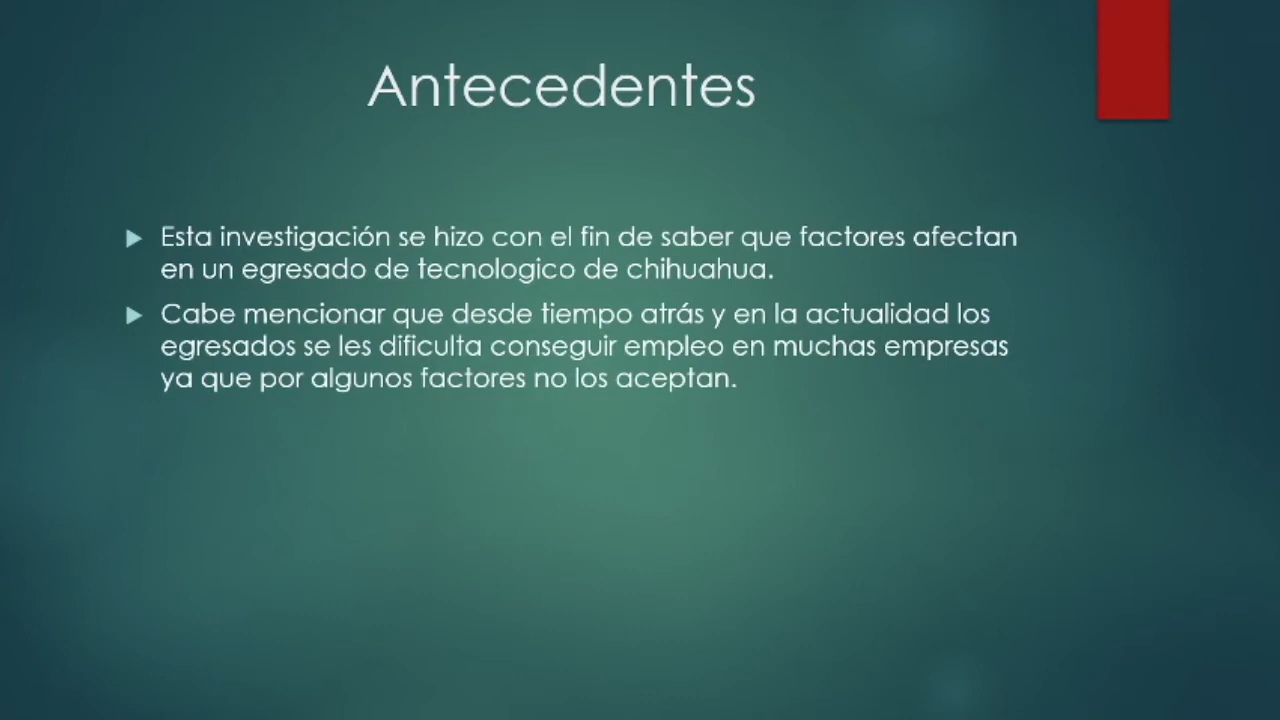 Antecedentes
Esta investigación se hizo con el fin de saber que factores afectan
en un egresado de tecnologico de chihuahua.
Cabe mencionar que desde tiempo atrás y en la actualidad los
egresados se les dificulta conseguir empleo en muchas empresas
ya que por algunos factores no los aceptan.